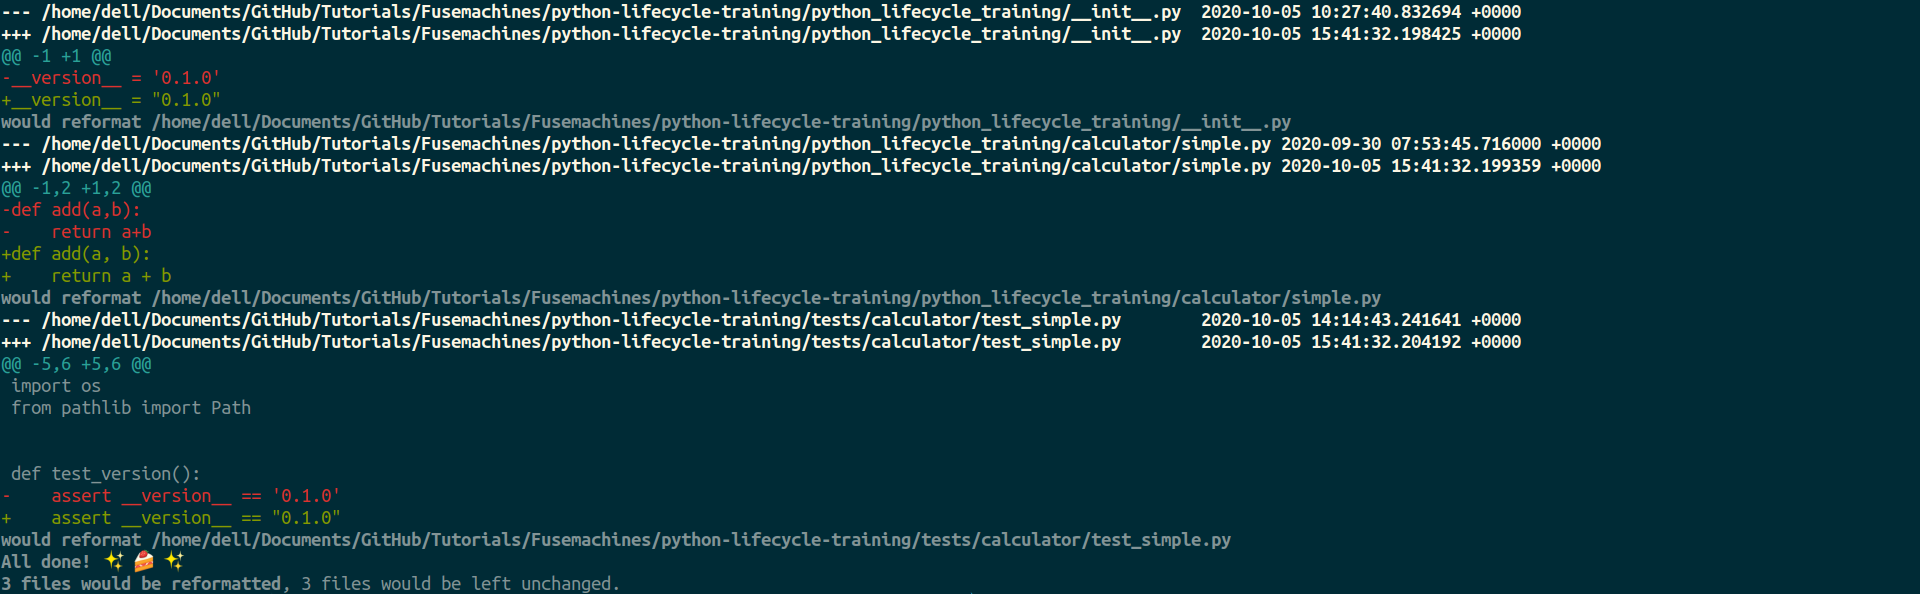 --- /home/dell/Documents/GitHub/Tutorials/Fusemachines/python-lifecycle-training/python_lifecycle_training/__init__.py  2020-10-05 10:27:40.832694 +0000
+++ /home/dell/Documents/GitHub/Tutorials/Fusemachines/python-lifecycle-training/python_lifecycle_training/__init__.py  2020-10-05 15:41:32.198425 +0000
@@ -1 +1 @@
-__version__ = '0.1.0'
+__version__ = "0.1.0"
would reformat /home/dell/Documents/GitHub/Tutorials/Fusemachines/python-lifecycle-training/python_lifecycle_training/__init__.py
--- /home/dell/Documents/GitHub/Tutorials/Fusemachines/python-lifecycle-training/python_lifecycle_training/calculator/simple.py 2020-09-30 07:53:45.716000 +0000
+++ /home/dell/Documents/GitHub/Tutorials/Fusemachines/python-lifecycle-training/python_lifecycle_training/calculator/simple.py 2020-10-05 15:41:32.199359 +0000
@@ -1,2 +1,2 @@
-def add(a,b):
-    return a+b
+def add(a, b):
+    return a + b
would reformat /home/dell/Documents/GitHub/Tutorials/Fusemachines/python-lifecycle-training/python_lifecycle_training/calculator/simple.py
--- /home/dell/Documents/GitHub/Tutorials/Fusemachines/python-lifecycle-training/tests/calculator/test_simple.py        2020-10-05 14:14:43.241641 +0000
+++ /home/dell/Documents/GitHub/Tutorials/Fusemachines/python-lifecycle-training/tests/calculator/test_simple.py        2020-10-05 15:41:32.204192 +0000
@@ -5,6 +5,6 @@
 import os
 from pathlib import Path
 def test_version():
-    assert __version__ == '0.1.0'
+    assert __version__ == "0.1.0"
would reformat /home/dell/Documents/GitHub/Tutorials/Fusemachines/python-lifecycle-training/tests/calculator/test_simple.py
All done! ✨ 🍰 ✨
3 files would be reformatted, 3 files would be left unchanged.